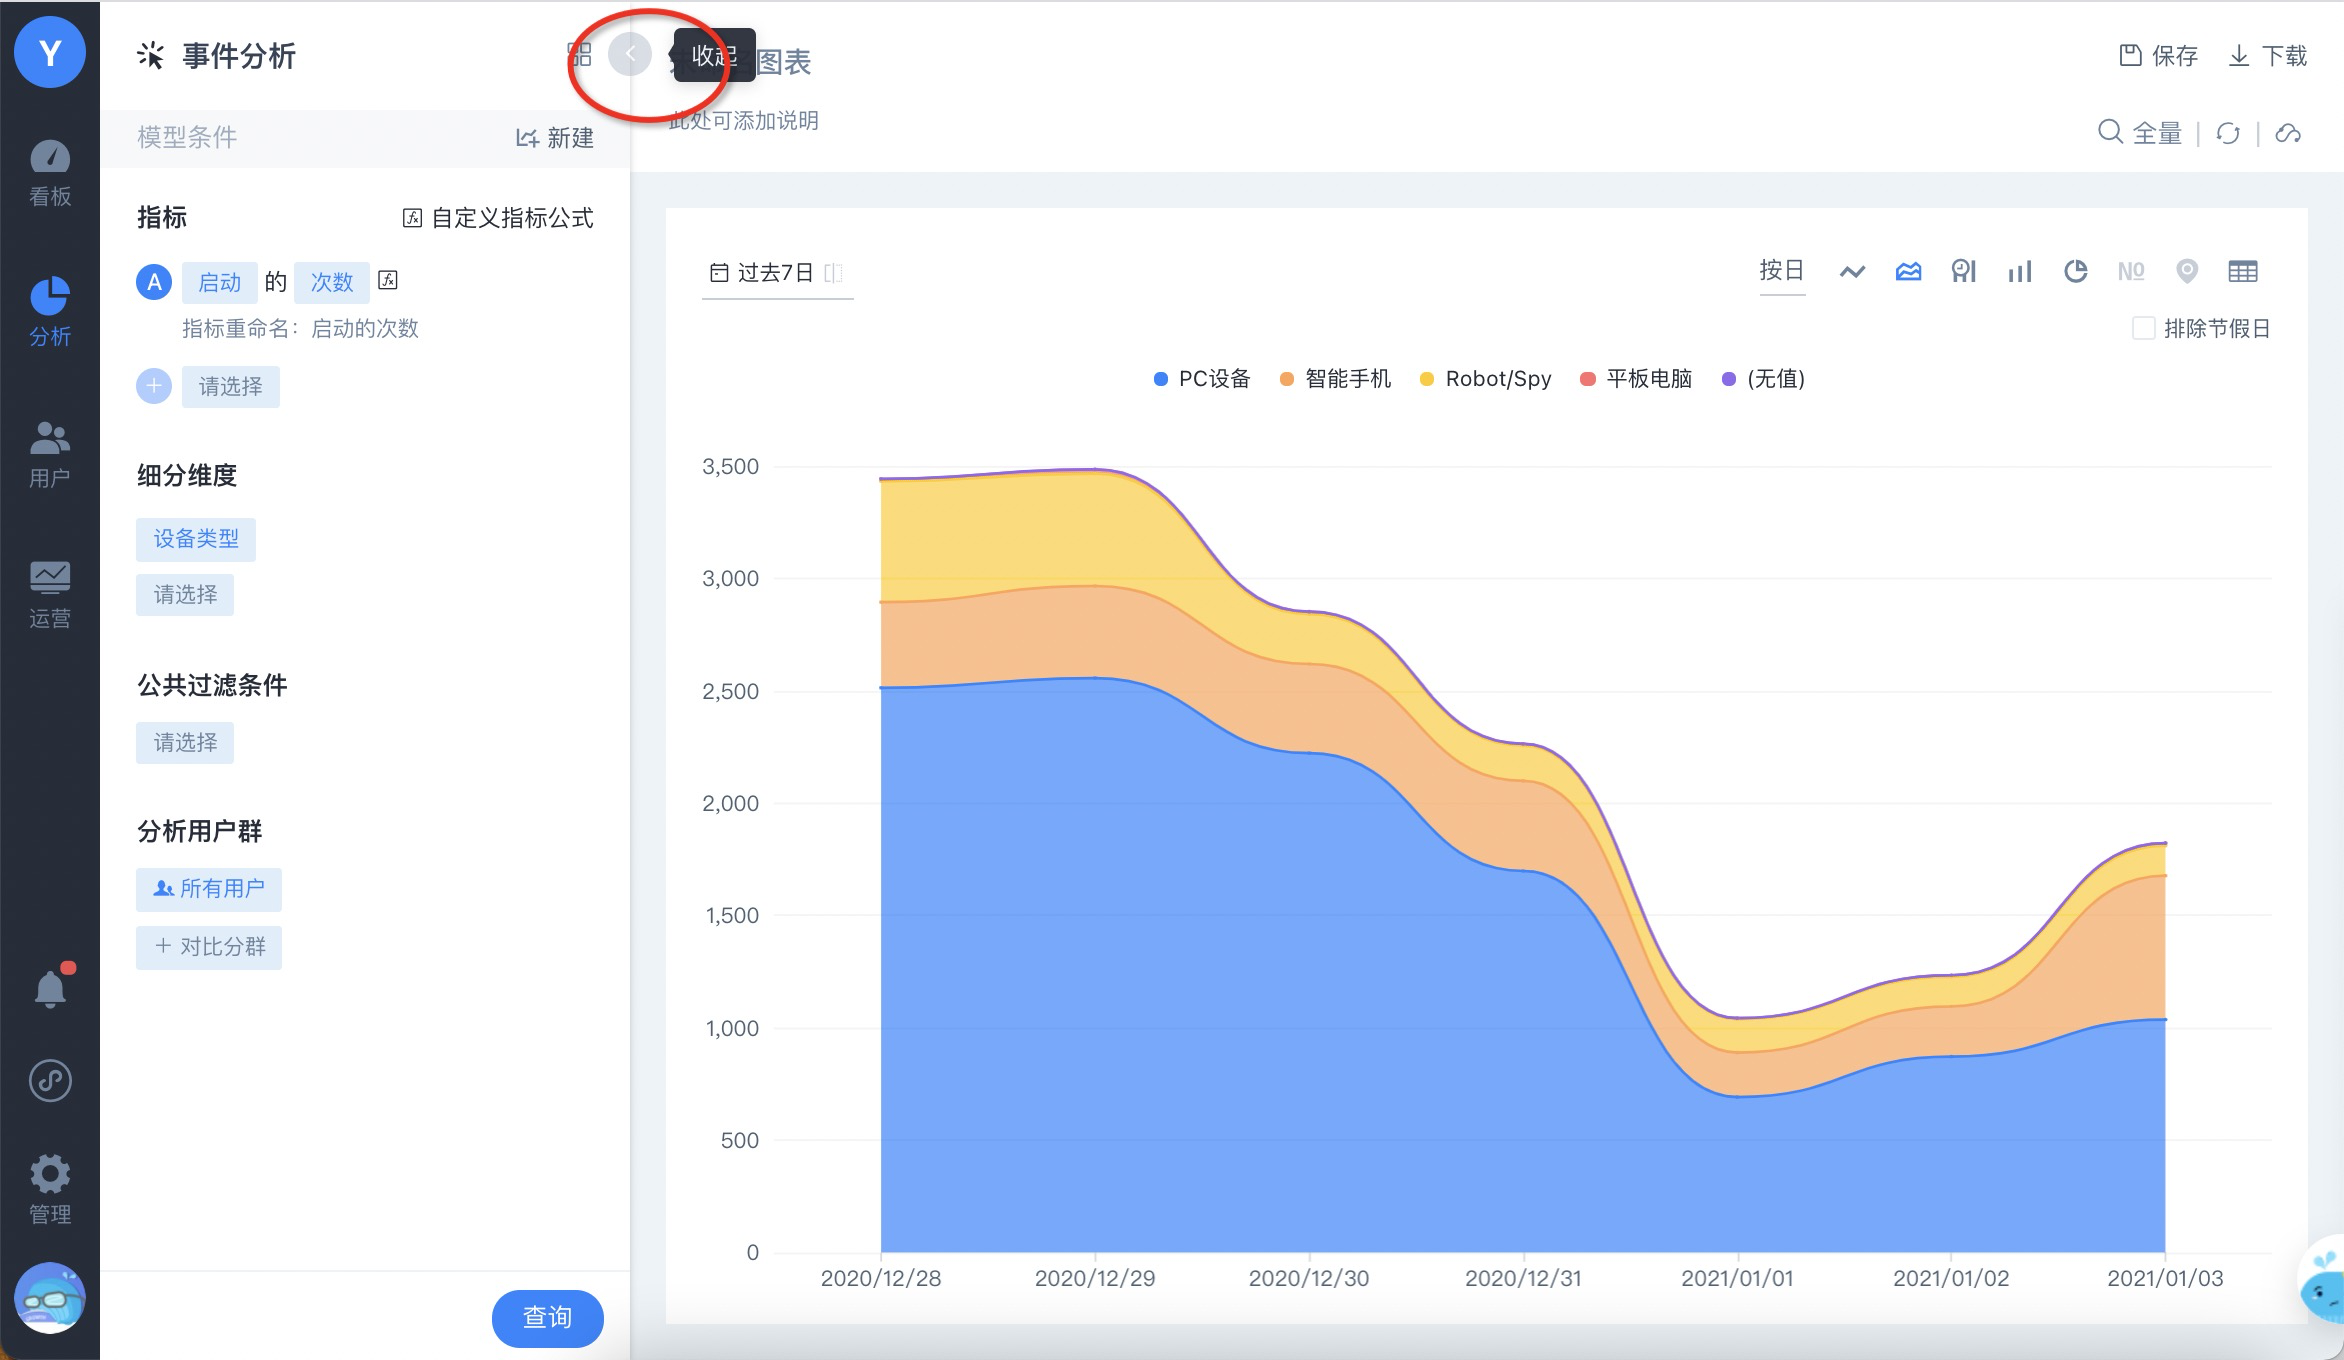 Y
看板
分析
用户
运营
管理
事件分析
收起
图表
此处可添加说明
保存
下载
全量
模型条件
新建
指标
自定义指标公式
A 启动 的 次数
指标重命名：启动的次数
请选择
细分维度
设备类型
请选择
公共过滤条件
请选择
分析用户群
所有用户
+ 对比分群
查询
过去7日
按日
Nº
排除节假日
PC设备 智能手机 Robot/Spy 平板电脑 (无值)
3,500
3,000
2,500
2,000
1,500
1,000
500
0
2020/12/28 2020/12/29 2020/12/30 2020/12/31 2021/01/01 2021/01/02 2021/01/03